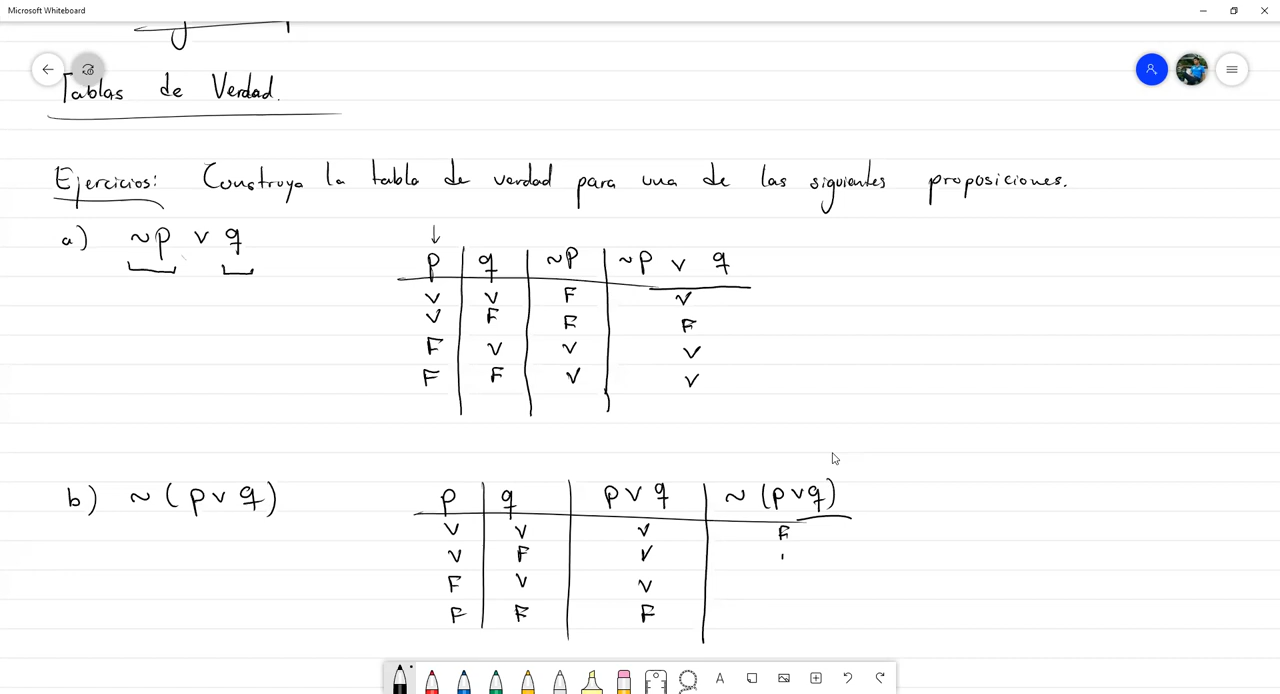 Microsoft Whiteboard
Tablas de Verdad.
Ejercicios: Construya la tabla de verdad para una de las siguientes proposiciones.
a) ~p v q
p q ~p ~p v q
V V F V
V F F F
F V V V
F F V V
b) ~ (p v q)
p q p v q ~ (p v q)
V V V F
V F V
F V V
F F F
A